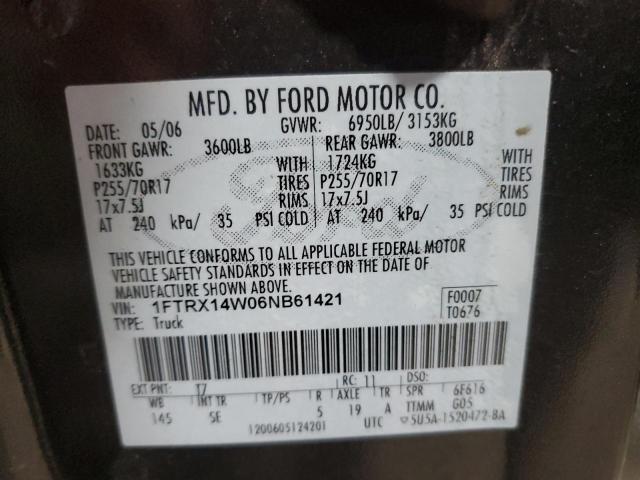 MFD. BY FORD MOTOR CO.
DATE: 05/06 GVWR: 6950LB/ 3153KG
FRONT GAWR: 3600LB REAR GAWR: 3800LB
1633KG WITH 1724KG WITH
P255/70R17 TIRES P255/70R17 TIRES
17x7.5J RIMS 17x7.5J RIMS
AT 240 kPa/ 35 PSI COLD AT 240 kPa/ 35 PSI COLD
THIS VEHICLE CONFORMS TO ALL APPLICABLE FEDERAL MOTOR
VEHICLE SAFETY STANDARDS IN EFFECT ON THE DATE OF
MANUFACTURE SHOWN ABOVE.
VIN: 1FTRX14W06NB61421 F0007
TYPE: Truck T0676
EXT PNT: T7 RC: 11 DSO:
WB INT TR TP/PS R AXLE TR SPR 6F616
145 SE 5 19 A TTMM G05
1200605124201 UTC 5U5A-1520472-BA